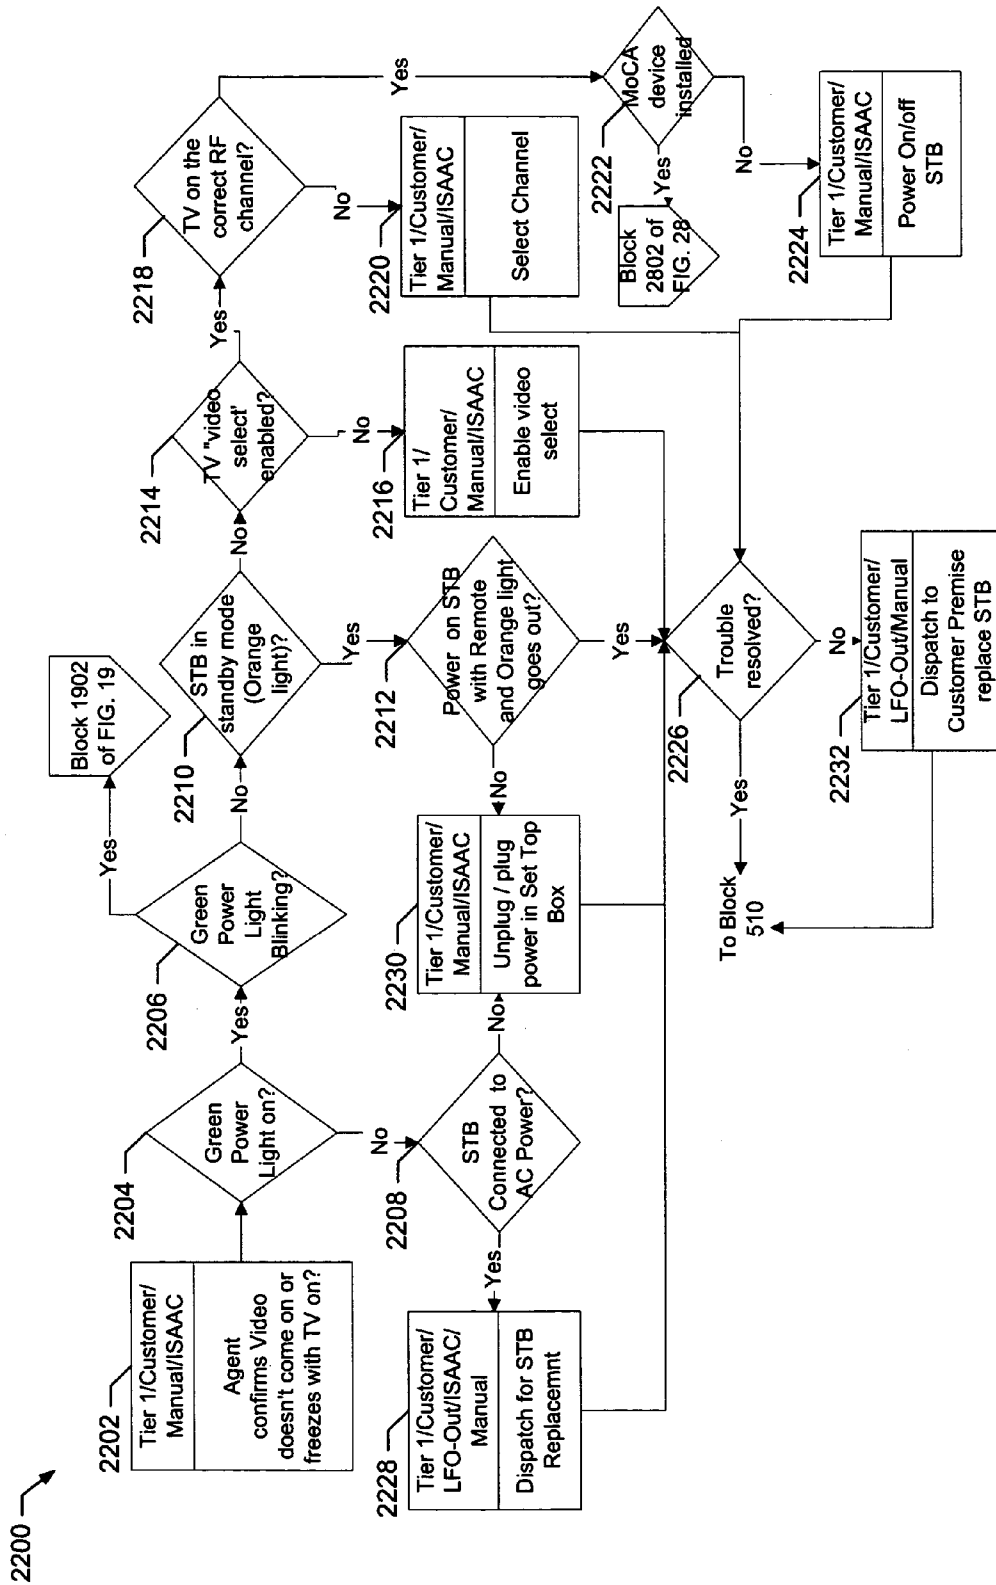 2200
2202
Tier 1/Customer/
Manual/ISAAC
Agent
confirms Video
doesn't come on or
freezes with TV on?
2204
Green
Power
Light on?
Yes
No
2206
Green
Power
Light
Blinking?
Yes
No
Block 1902
of FIG. 19
2208
STB
Connected to
AC Power?
Yes
No
2210
STB in
standby mode
(Orange
light)?
No
Yes
2212
Power on STB
with Remote
and Orange light
goes out?
No
Yes
2214
TV "video
select'
enabled?
Yes
No
2216
Tier 1/
Customer/
Manual/ISAAC
Enable video
select
2218
TV on the
correct RF
channel?
Yes
No
2220
Tier 1/Customer/
Manual/ISAAC
Select Channel
2222
MoCA
device
installed
Yes
No
Block
2802 of
FIG. 28
2224
Tier 1/Customer/
Manual/ISAAC
Power On/off
STB
2228
Tier 1/Customer/
LFO-Out/ISAAC/
Manual
Dispatch for STB
Replacemnt
2230
Tier 1/Customer/
Manual/ISAAC
Unplug / plug
power in Set Top
Box
2226
Trouble
resolved?
Yes
No
To Block
510
2232
Tier 1/Customer/
LFO-Out/Manual
Dispatch to
Customer Premise
replace STB